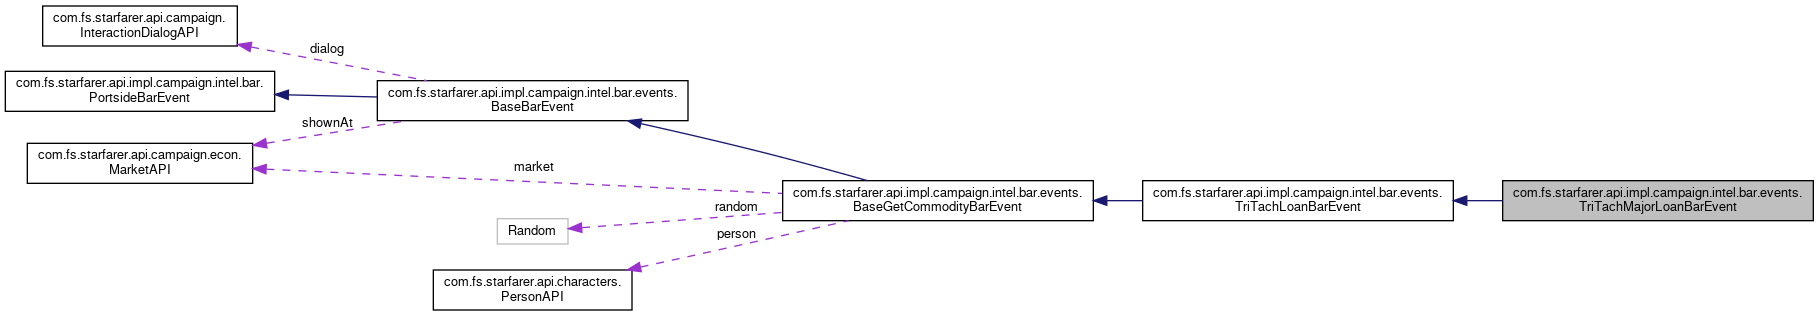 com.fs.starfarer.api.campaign.
InteractionDialogAPI
dialog
com.fs.starfarer.api.impl.campaign.intel.bar.
PortsideBarEvent
com.fs.starfarer.api.impl.campaign.intel.bar.events.
BaseBarEvent
shownAt
com.fs.starfarer.api.campaign.econ.
MarketAPI
market
com.fs.starfarer.api.impl.campaign.intel.bar.events.
BaseGetCommodityBarEvent
com.fs.starfarer.api.impl.campaign.intel.bar.events.
TriTachLoanBarEvent
com.fs.starfarer.api.impl.campaign.intel.bar.events.
TriTachMajorLoanBarEvent
random
Random
person
com.fs.starfarer.api.characters.
PersonAPI